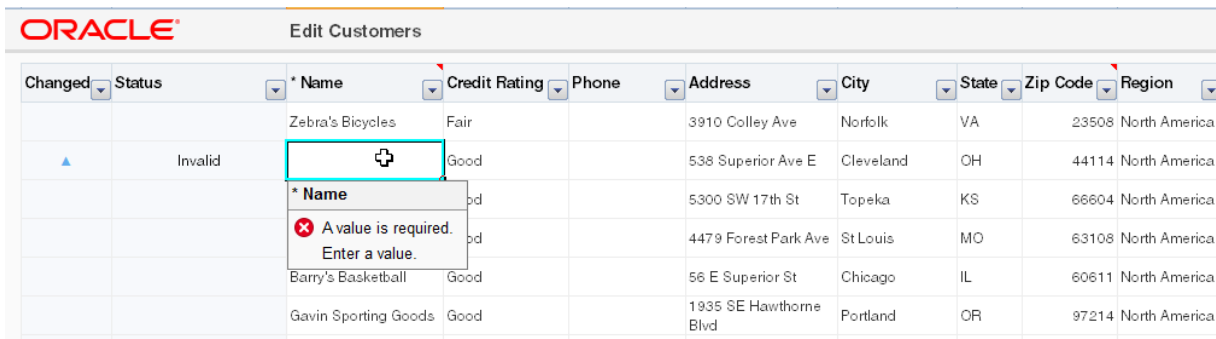 ORACLE Edit Customers
Changed Status * Name Credit Rating Phone Address City State Zip Code Region
Zebra's Bicycles Fair 3910 Colley Ave Norfolk VA 23508 North America
Invalid Good 538 Superior Ave E Cleveland OH 44114 North America
* Name
5300 SW 17th St Topeka KS 66604 North America
A value is required.
4479 Forest Park Ave St Louis MO 63108 North America
Enter a value.
Barry's Basketball Good 56 E Superior St Chicago IL 60611 North America
Gavin Sporting Goods Good 1935 SE Hawthorne Blvd Portland OR 97214 North America